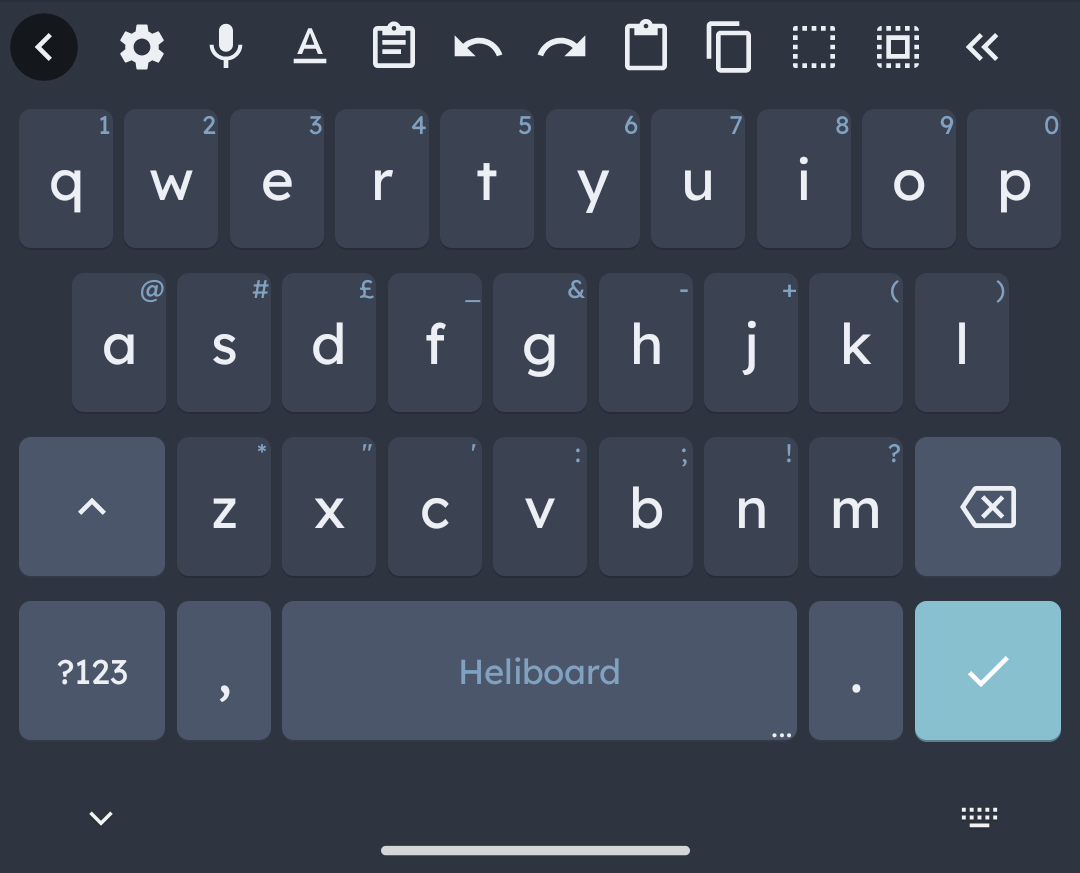 A
1 2 3 4 5 6 7 8 9 0
q w e r t y u i o p
@ # £ _ & - + ( )
a s d f g h j k l
* " ' : ; ! ?
z x c v b n m
?123 , Heliboard .
...